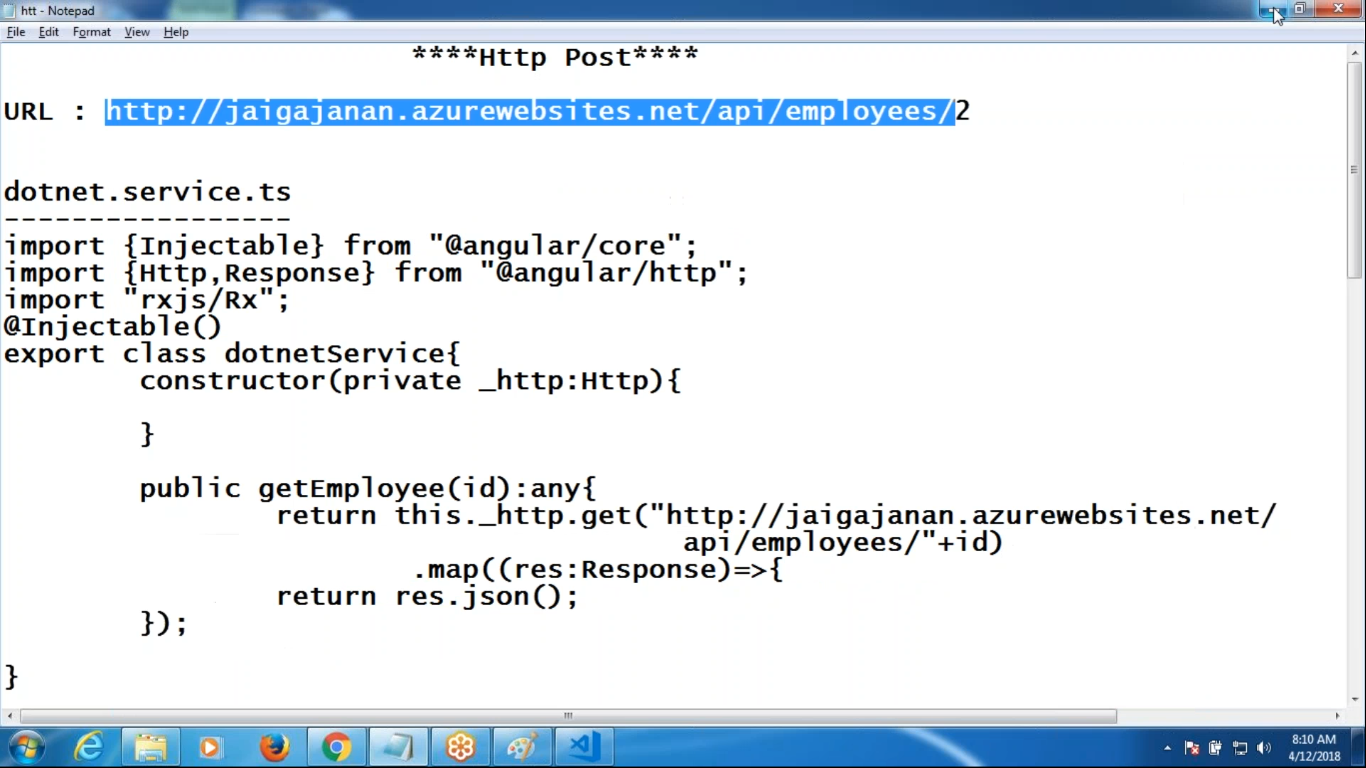 htt - Notepad
File Edit Format View Help
****Http Post****
URL : http://jaigajanan.azurewebsites.net/api/employees/2
dotnet.service.ts
-----------------
import {Injectable} from "@angular/core";
import {Http,Response} from "@angular/http";
import "rxjs/Rx";
@Injectable()
export class dotnetService{
constructor(private _http:Http){
}
public getEmployee(id):any{
return this._http.get("http://jaigajanan.azurewebsites.net/
api/employees/"+id)
.map((res:Response)=>{
return res.json();
});
}
8:10 AM
4/12/2018